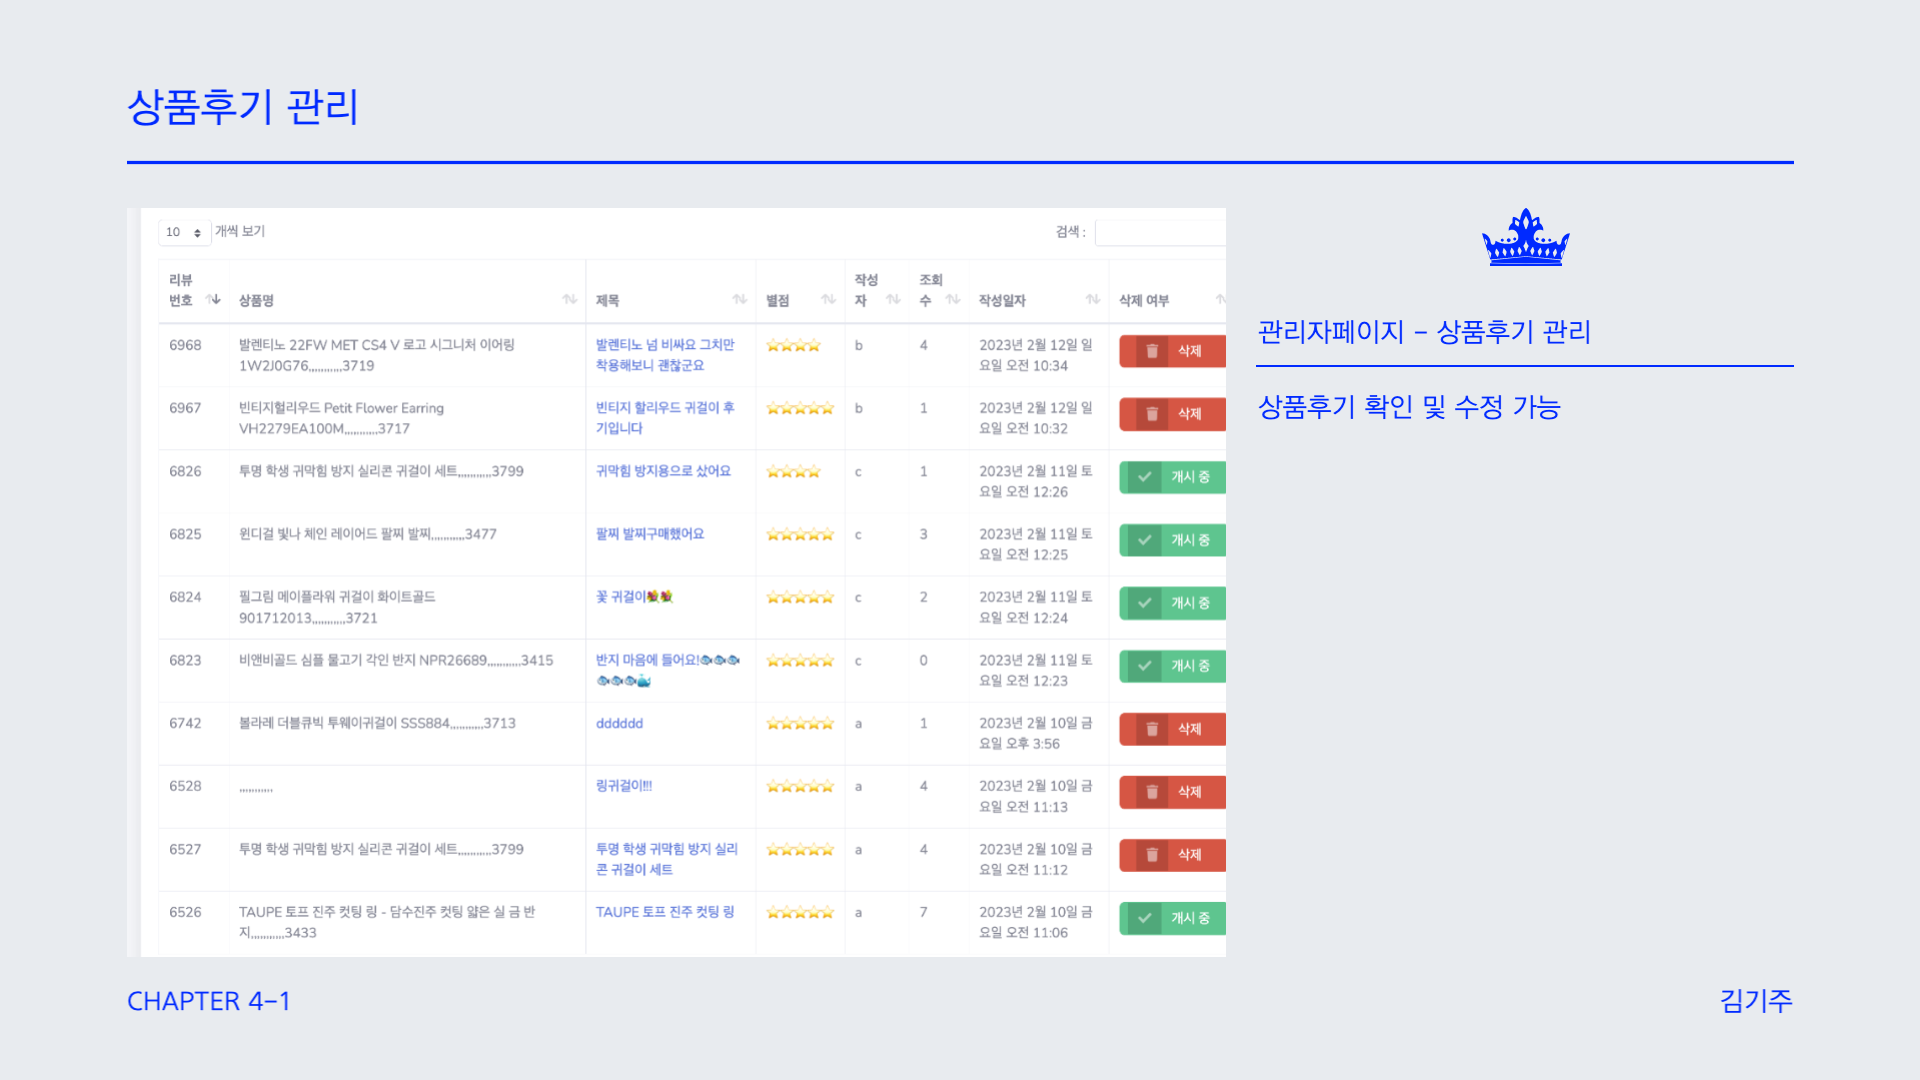 상품후기 관리
10 개씩 보기
검색 :
리뷰 번호 상품명 제목 별점 작성자 조회수 작성일자 삭제 여부
6968 발렌티노 22FW MET CS4 V 로고 시그니처 이어링 발렌티노 넘 비싸요 그치만 b 4 2023년 2월 12일 일 삭제
1W2J0G76,,,,,,,,,,,3719 착용해보니 괜찮군요 요일 오전 10:34
6967 빈티지헐리우드 Petit Flower Earring 빈티지 할리우드 귀걸이 후 b 1 2023년 2월 12일 일 삭제
VH2279EA100M,,,,,,,,,,,3717 기입니다 요일 오전 10:32
6826 투명 학생 귀막힘 방지 실리콘 귀걸이 세트,,,,,,,,,,,3799 귀막힘 방지용으로 샀어요 c 1 2023년 2월 11일 토 개시 중
요일 오전 12:26
6825 윈디걸 빛나 체인 레이어드 팔찌 발찌,,,,,,,,,,,3477 팔찌 발찌구매했어요 c 3 2023년 2월 11일 토 개시 중
요일 오전 12:25
6824 필그림 메이플라워 귀걸이 화이트골드 꽃 귀걸이 c 2 2023년 2월 11일 토 개시 중
901712013,,,,,,,,,,,3721 요일 오전 12:24
6823 비앤비골드 심플 물고기 각인 반지 NPR26689,,,,,,,,,,,3415 반지 마음에 들어요! c 0 2023년 2월 11일 토 개시 중
요일 오전 12:23
6742 볼라레 더블큐빅 투웨이귀걸이 SSS884,,,,,,,,,,,3713 dddddd a 1 2023년 2월 10일 금 삭제
요일 오후 3:56
6528 ,,,,,,,,,,, 링귀걸이!!! a 4 2023년 2월 10일 금 삭제
요일 오전 11:13
6527 투명 학생 귀막힘 방지 실리콘 귀걸이 세트,,,,,,,,,,,3799 투명 학생 귀막힘 방지 실리 a 4 2023년 2월 10일 금 삭제
콘 귀걸이 세트 요일 오전 11:12
6526 TAUPE 토프 진주 컷팅 링 - 담수진주 컷팅 얇은 실 금 반 TAUPE 토프 진주 컷팅 링 a 7 2023년 2월 10일 금 개시 중
지,,,,,,,,,,,3433 요일 오전 11:06
관리자페이지 – 상품후기 관리
상품후기 확인 및 수정 가능
CHAPTER 4–1
김기주